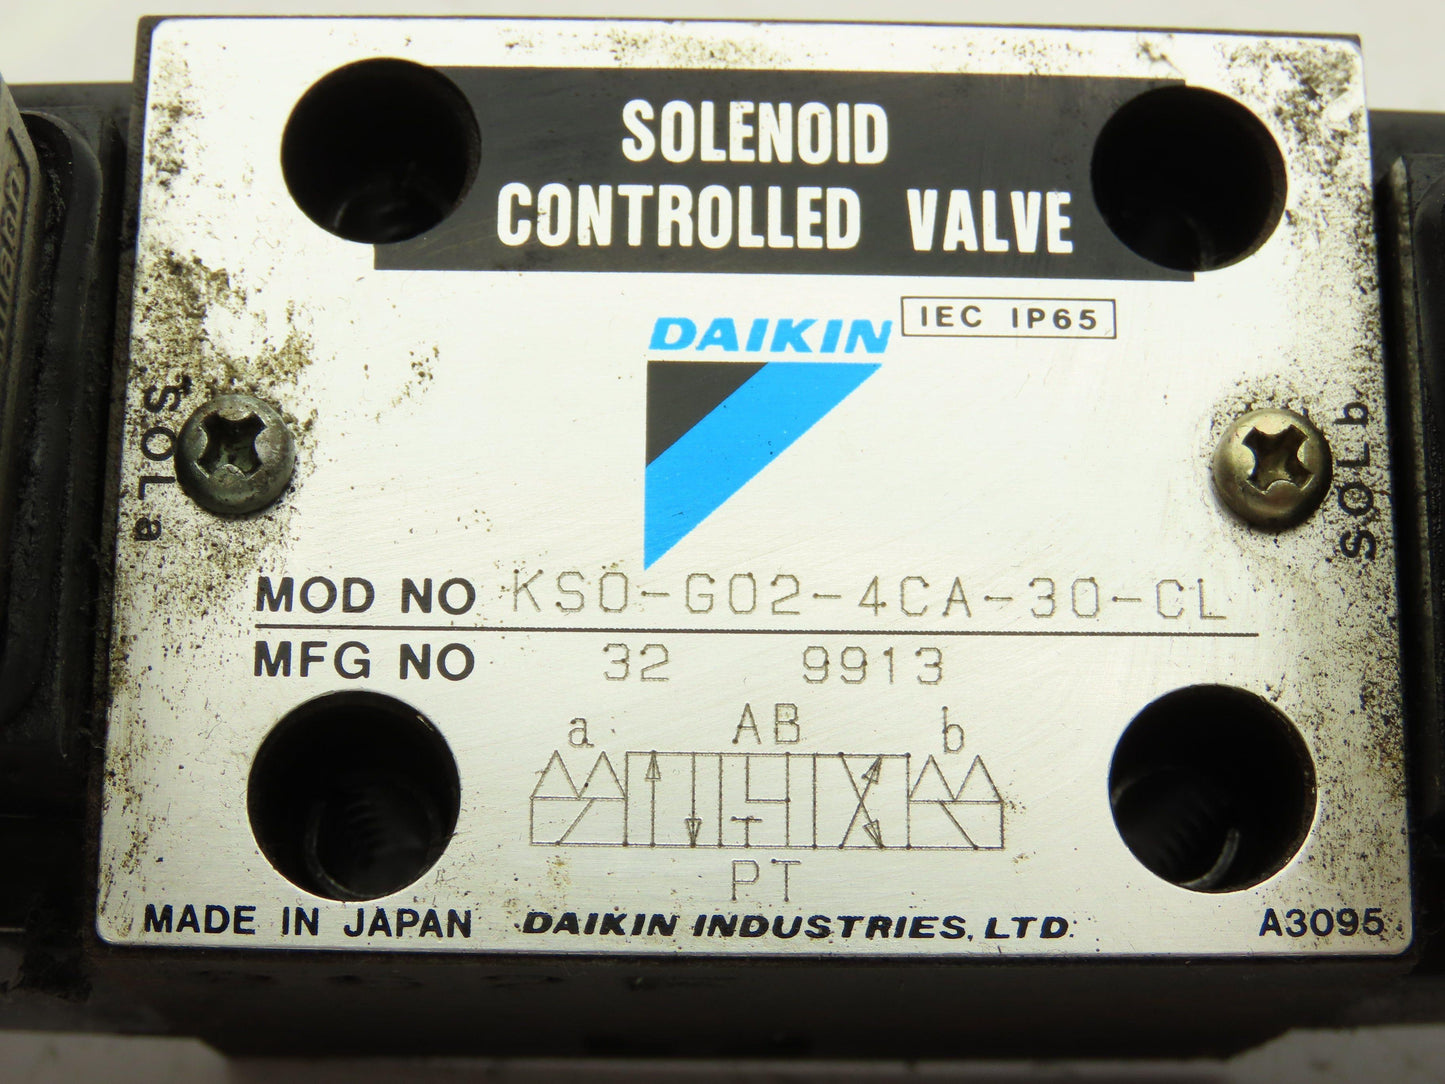 SOLENOID
CONTROLLED VALVE
DAIKIN
IEC IP65
SOL a
SOL b
MOD NO KSO-G02-4CA-30-CL
MFG NO 32 9913
a AB b
PT
MADE IN JAPAN DAIKIN INDUSTRIES, LTD. A3095